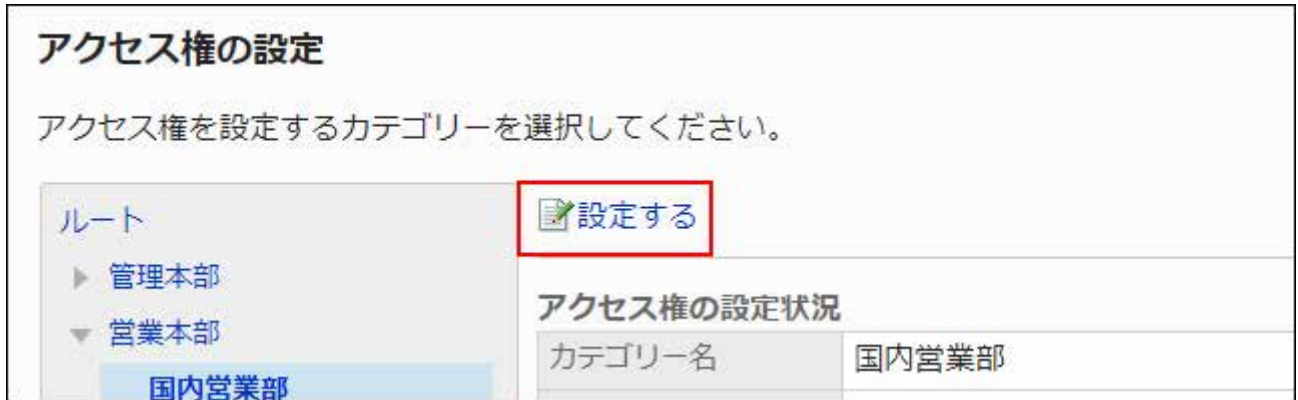 アクセス権の設定
アクセス権を設定するカテゴリーを選択してください。
ルート
管理本部
営業本部
国内営業部
設定する
アクセス権の設定状況
カテゴリー名 国内営業部